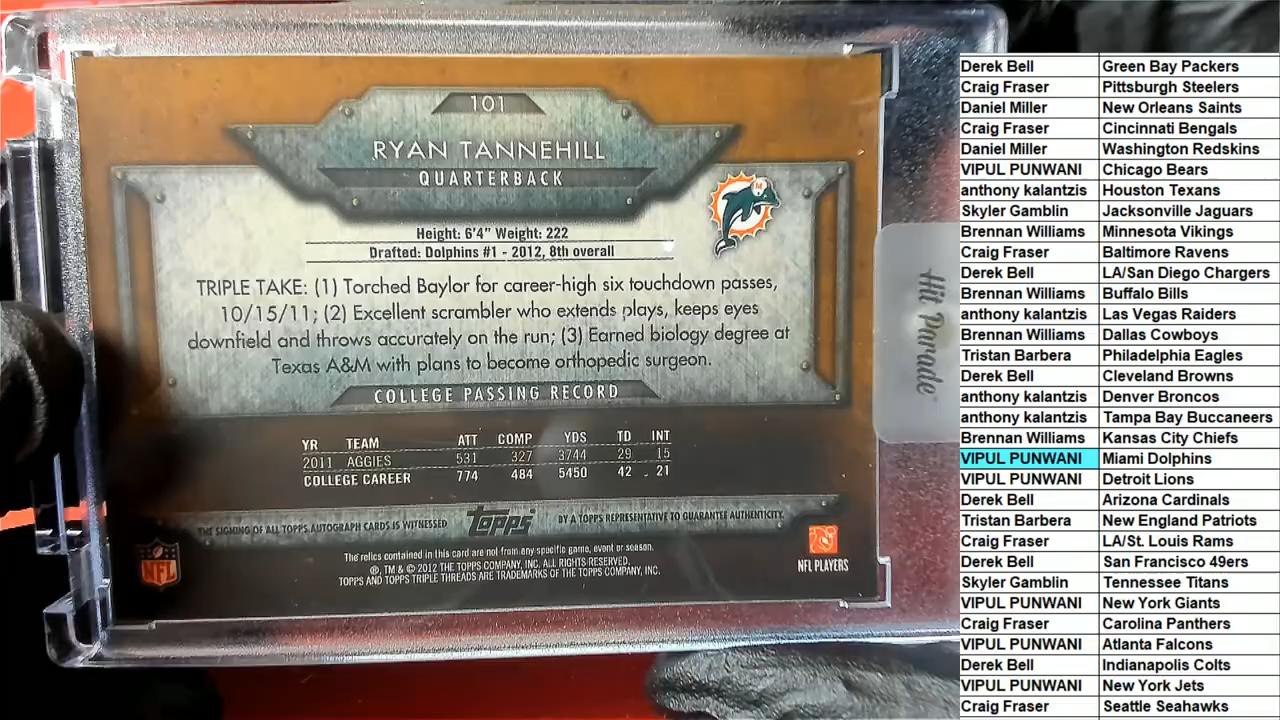 101
RYAN TANNEHILL
QUARTERBACK
Height: 6'4" Weight: 222
Drafted: Dolphins #1 - 2012, 8th overall
TRIPLE TAKE: (1) Torched Baylor for career-high six touchdown passes,
10/15/11; (2) Excellent scrambler who extends plays, keeps eyes
downfield and throws accurately on the run; (3) Earned biology degree at
Texas A&M with plans to become orthopedic surgeon.
COLLEGE PASSING RECORD
YR TEAM ATT COMP YDS TD INT
2011 AGGIES 531 327 3744 29 15
COLLEGE CAREER 774 484 5450 42 21
THE SIGNING OF ALL TOPPS AUTOGRAPH CARDS IS WITNESSED Topps BY A TOPPS REPRESENTATIVE TO GUARANTEE AUTHENTICITY.
The relics contained in this card are not from any specific game, event or season.
®, TM & © 2012 THE TOPPS COMPANY, INC. ALL RIGHTS RESERVED.
TOPPS AND TOPPS TRIPLE THREADS ARE TRADEMARKS OF THE TOPPS COMPANY, INC.
NFL
NFL PLAYERS
Hit Parade
Derek Bell Green Bay Packers
Craig Fraser Pittsburgh Steelers
Daniel Miller New Orleans Saints
Craig Fraser Cincinnati Bengals
Daniel Miller Washington Redskins
VIPUL PUNWANI Chicago Bears
anthony kalantzis Houston Texans
Skyler Gamblin Jacksonville Jaguars
Brennan Williams Minnesota Vikings
Craig Fraser Baltimore Ravens
Derek Bell LA/San Diego Chargers
Brennan Williams Buffalo Bills
anthony kalantzis Las Vegas Raiders
Brennan Williams Dallas Cowboys
Tristan Barbera Philadelphia Eagles
Derek Bell Cleveland Browns
anthony kalantzis Denver Broncos
anthony kalantzis Tampa Bay Buccaneers
Brennan Williams Kansas City Chiefs
VIPUL PUNWANI Miami Dolphins
VIPUL PUNWANI Detroit Lions
Derek Bell Arizona Cardinals
Tristan Barbera New England Patriots
Craig Fraser LA/St. Louis Rams
Derek Bell San Francisco 49ers
Skyler Gamblin Tennessee Titans
VIPUL PUNWANI New York Giants
Craig Fraser Carolina Panthers
VIPUL PUNWANI Atlanta Falcons
Derek Bell Indianapolis Colts
VIPUL PUNWANI New York Jets
Craig Fraser Seattle Seahawks